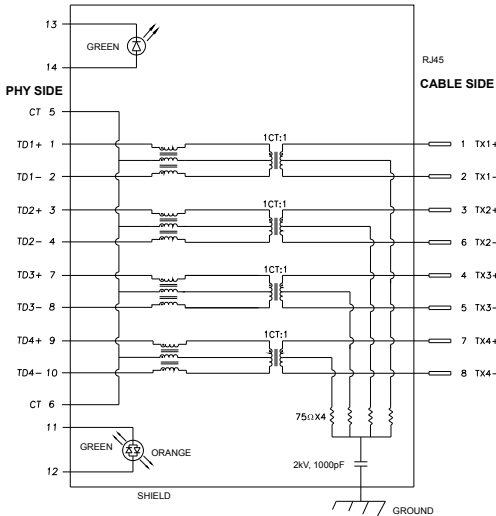 13
GREEN
14
RJ45
PHY SIDE
CABLE SIDE
CT 5
1CT:1
TD1+ 1
1 TX1+
TD1- 2
2 TX1-
1CT:1
TD2+ 3
3 TX2+
TD2- 4
6 TX2-
1CT:1
TD3+ 7
4 TX3+
TD3- 8
5 TX3-
1CT:1
TD4+ 9
7 TX4+
TD4- 10
8 TX4-
CT 6
75ΩX4
11
GREEN
ORANGE
12
2kV, 1000pF
SHIELD
GROUND